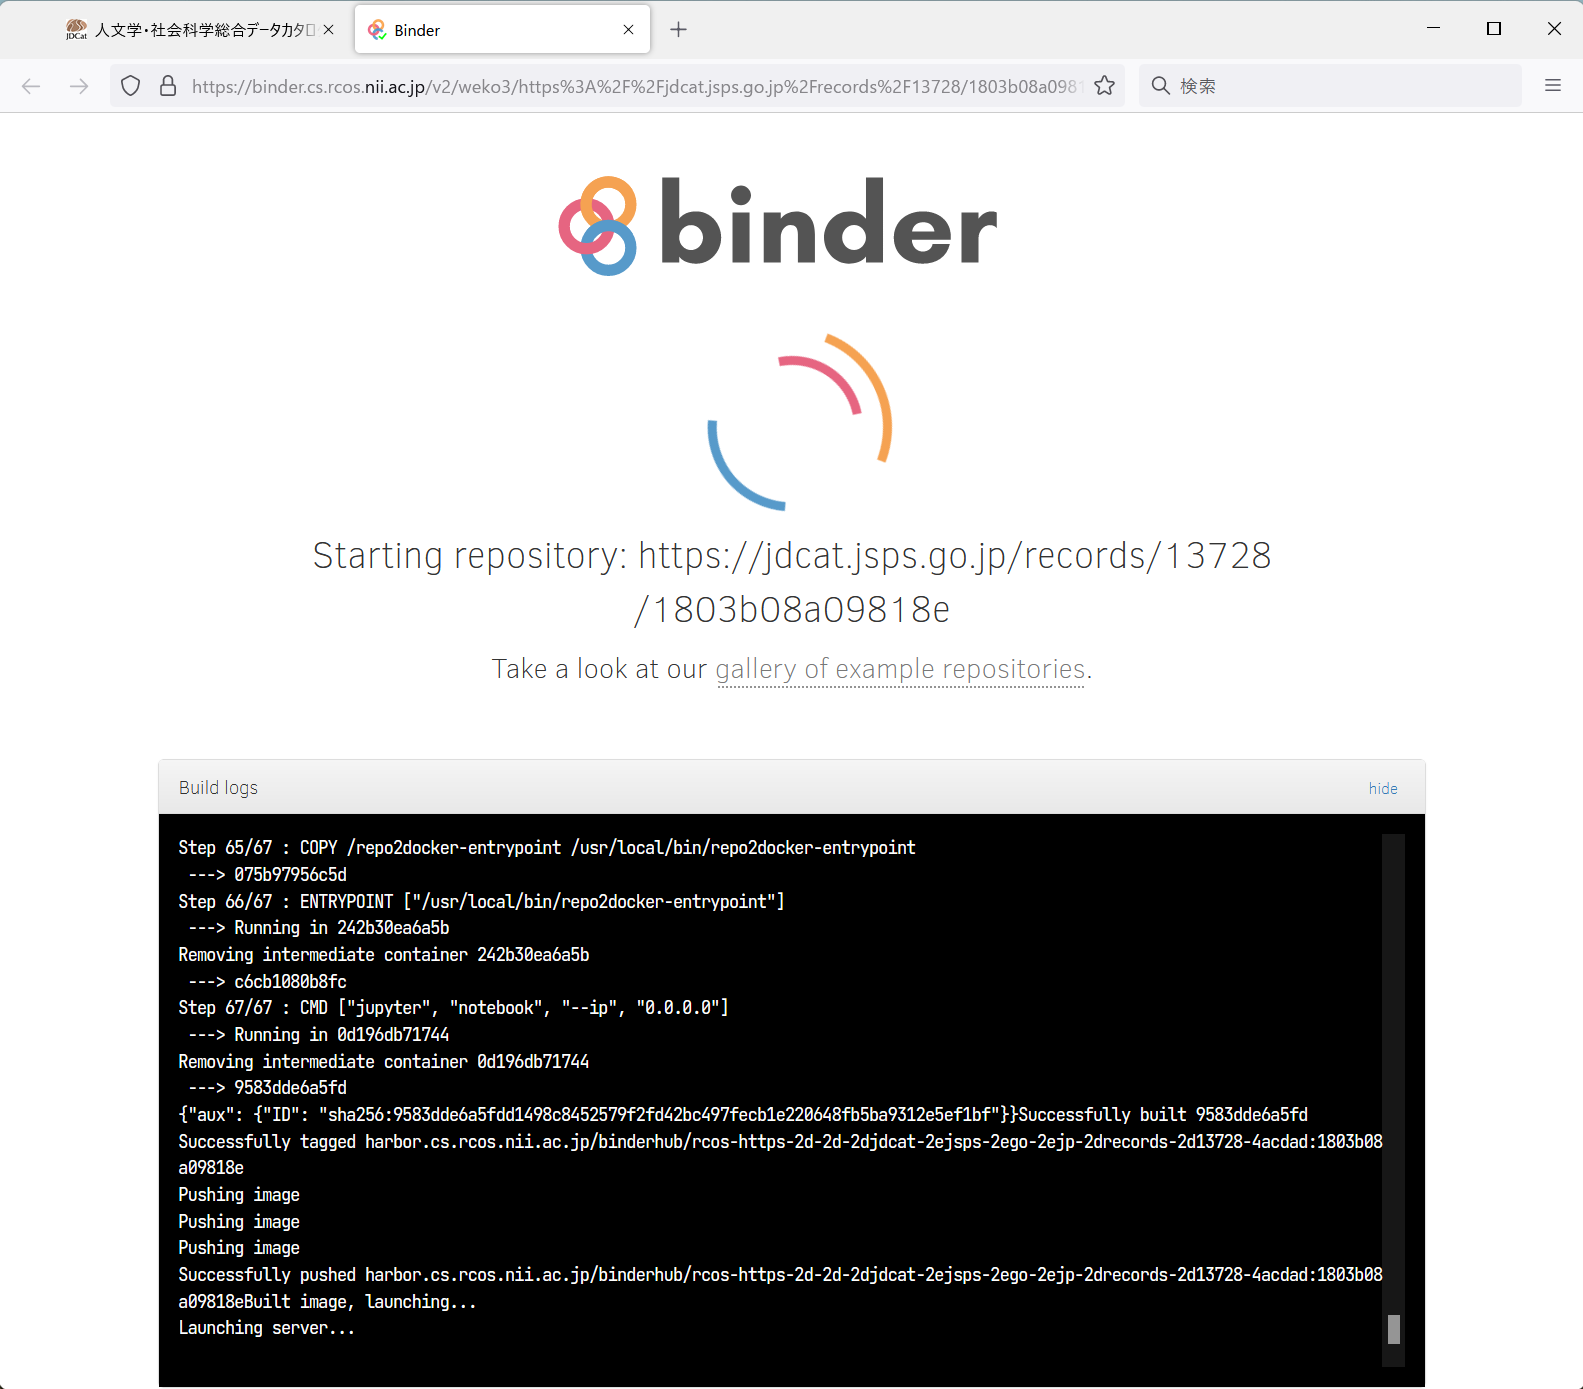 JDCat 人文学・社会科学総合データカタロ
Binder
https://binder.cs.rcos.nii.ac.jp/v2/weko3/https%3A%2F%2Fjdcat.jsps.go.jp%2Frecords%2F13728/1803b08a0981
検索
binder
Starting repository: https://jdcat.jsps.go.jp/records/13728
/1803b08a09818e
Take a look at our gallery of example repositories.
Build logs
hide
Step 65/67 : COPY /repo2docker-entrypoint /usr/local/bin/repo2docker-entrypoint
---> 075b97956c5d
Step 66/67 : ENTRYPOINT ["/usr/local/bin/repo2docker-entrypoint"]
---> Running in 242b30ea6a5b
Removing intermediate container 242b30ea6a5b
---> c6cb1080b8fc
Step 67/67 : CMD ["jupyter", "notebook", "--ip", "0.0.0.0"]
---> Running in 0d196db71744
Removing intermediate container 0d196db71744
---> 9583dde6a5fd
{"aux": {"ID": "sha256:9583dde6a5fdd1498c8452579f2fd42bc497fecb1e220648fb5ba9312e5ef1bf"}}Successfully built 9583dde6a5fd
Successfully tagged harbor.cs.rcos.nii.ac.jp/binderhub/rcos-https-2d-2d-2djdcat-2ejsps-2ego-2ejp-2drecords-2d13728-4acdad:1803b08
a09818e
Pushing image
Pushing image
Pushing image
Successfully pushed harbor.cs.rcos.nii.ac.jp/binderhub/rcos-https-2d-2d-2djdcat-2ejsps-2ego-2ejp-2drecords-2d13728-4acdad:1803b08
a09818eBuilt image, launching...
Launching server...